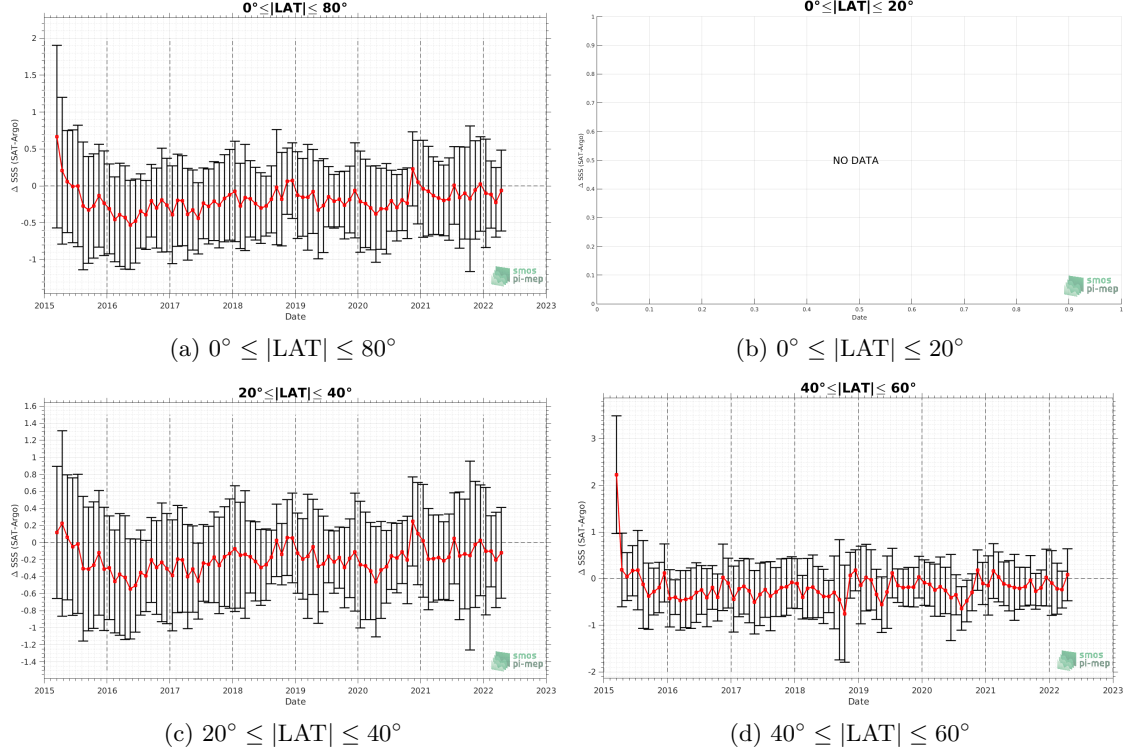 0°≤|LAT|≤ 80°
Δ SSS (SAT-Argo)
2
1.5
1
0.5
0
-0.5
-1
2015 2016 2017 2018 2019 2020 2021 2022 2023
Date
smos
pi-mep
(a) 0° ≤ |LAT| ≤ 80°
0°≤|LAT|≤ 20°
Δ SSS (SAT-Argo)
1
0.9
0.8
0.7
0.6
0.5
0.4
0.3
0.2
0.1
0
NO DATA
0 0.1 0.2 0.3 0.4 0.5 0.6 0.7 0.8 0.9 1
Date
smos
pi-mep
(b) 0° ≤ |LAT| ≤ 20°
20°≤|LAT|≤ 40°
Δ SSS (SAT-Argo)
1.6
1.4
1.2
1
0.8
0.6
0.4
0.2
0
-0.2
-0.4
-0.6
-0.8
-1
-1.2
-1.4
2015 2016 2017 2018 2019 2020 2021 2022 2023
Date
smos
pi-mep
(c) 20° ≤ |LAT| ≤ 40°
40°≤|LAT|≤ 60°
Δ SSS (SAT-Argo)
3
2
1
0
-1
-2
2015 2016 2017 2018 2019 2020 2021 2022 2023
Date
smos
pi-mep
(d) 40° ≤ |LAT| ≤ 60°